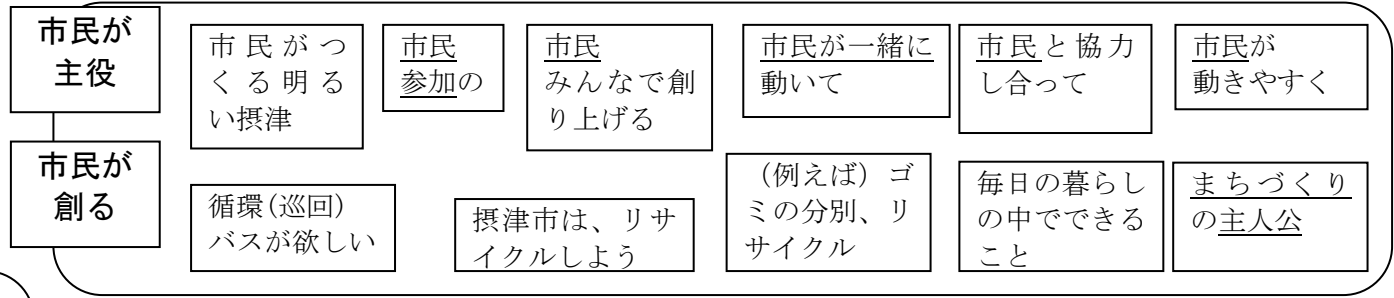 市民が
主役
市民がつ
くる明る
い摂津
市民
参加の
市民
みんなで創
り上げる
市民が一緒に
動いて
市民と協力
し合って
市民が
動きやすく
市民が
創る
循環(巡回)
バスが欲しい
摂津市は、リサ
イクルしよう
（例えば）ゴ
ミの分別、リ
サイクル
毎日の暮らし
の中でできる
こと
まちづくり
の主人公